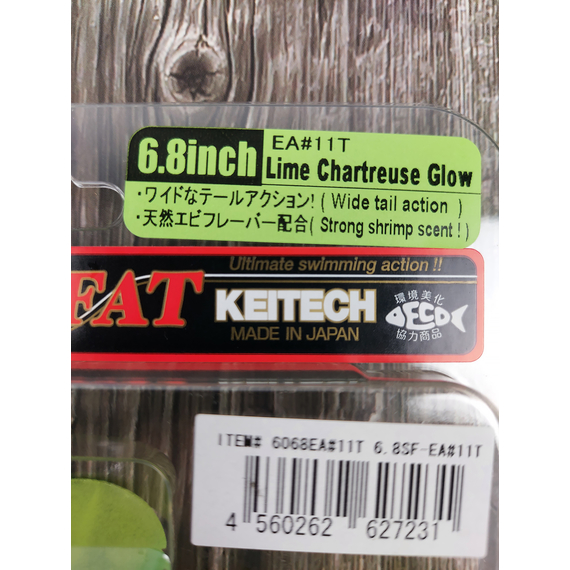 6.8inch
EA#11T
Lime Chartreuse Glow
・ワイドなテールアクション! ( Wide tail action )
・天然エビフレーバー配合( Strong shrimp scent ! )
Ultimate swimming action !!
FAT
KEITECH
MADE IN JAPAN
環境美化
ECO
協力商品
ITEM# 6068EA#11T 6.8SF-EA#11T
4 560262 627231